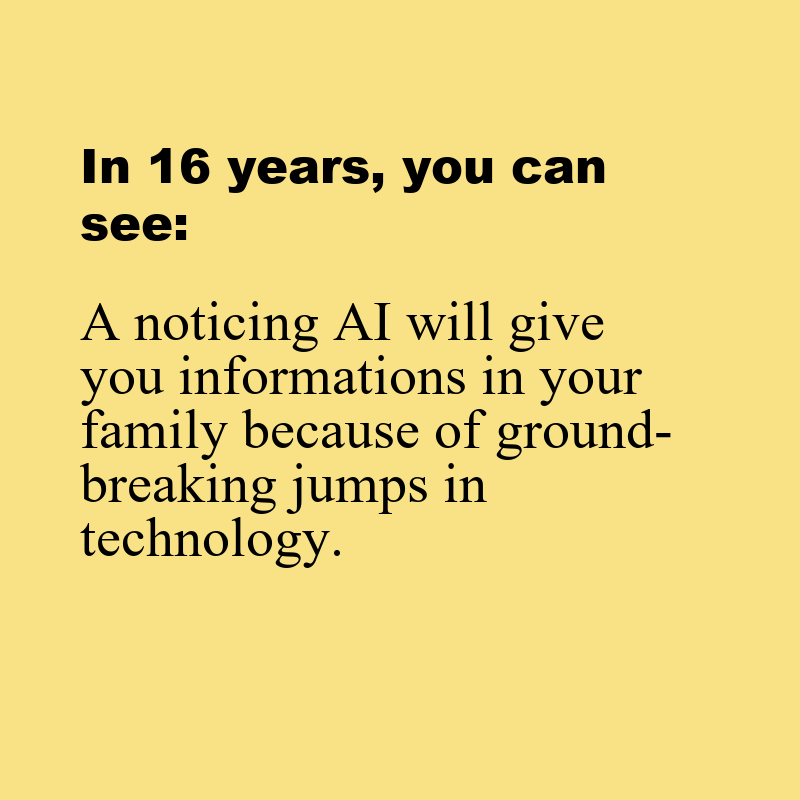 In 16 years, you can
see:
A noticing AI will give
you informations in your
family because of ground-
breaking jumps in
technology.